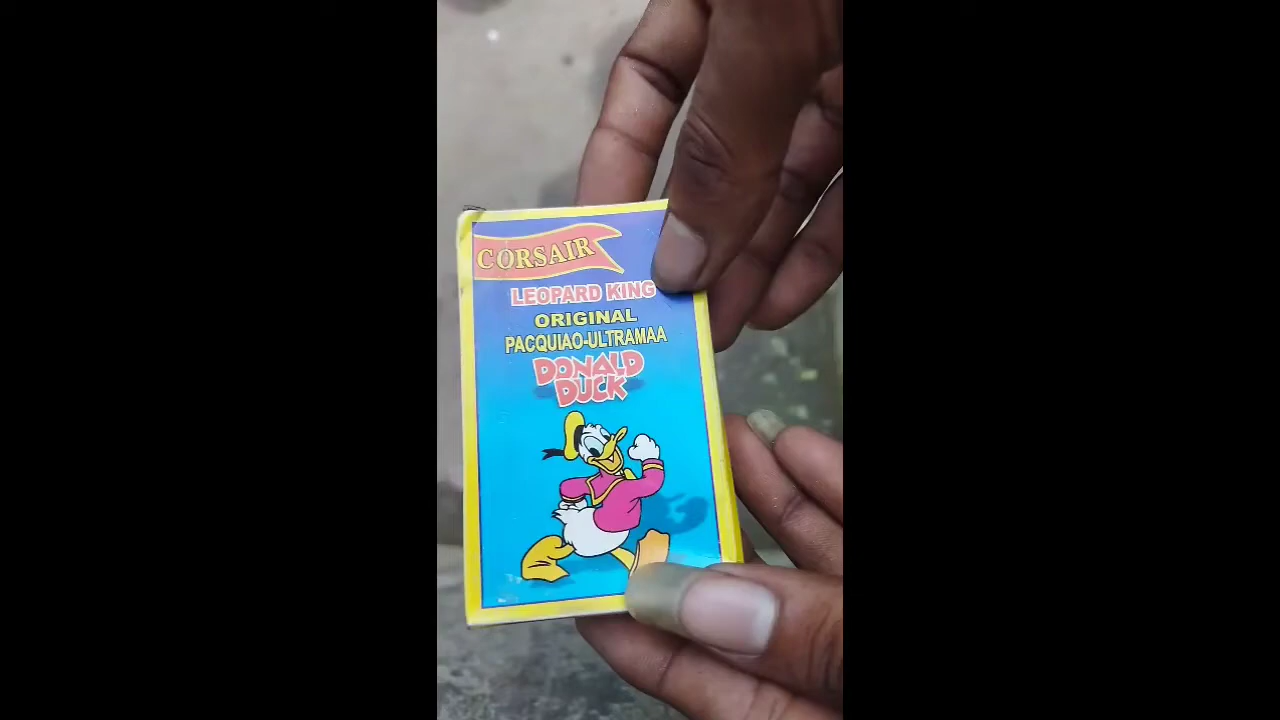 CORSAIR
LEOPARD KING
ORIGINAL
PACQUIAO-ULTRAMAA
DONALD
DUCK